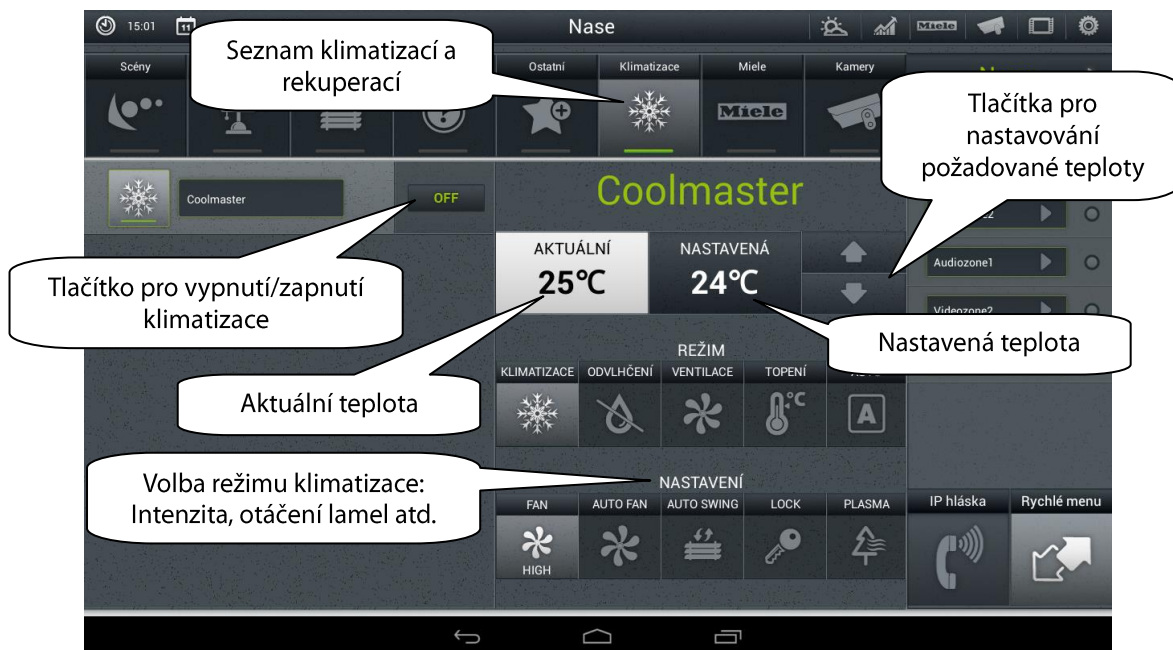 15:01
11
Nase
Miele
Seznam klimatizací a
rekuperací
Scény
Ostatní
Klimatizace
Miele
Kamery
Miele
Tlačítka pro
nastavování
požadované teploty
Coolmaster
OFF
Coolmaster
AKTUÁLNÍ
25°C
NASTAVENÁ
24°C
Audiozone1
Videozone2
Tlačítko pro vypnutí/zapnutí
klimatizace
Nastavená teplota
Aktuální teplota
REŽIM
KLIMATIZACE
ODVLHČENÍ
VENTILACE
TOPENÍ
°C
A
Volba režimu klimatizace:
Intenzita, otáčení lamel atd.
NASTAVENÍ
FAN
AUTO FAN
AUTO SWING
LOCK
PLASMA
HIGH
IP hláska
Rychlé menu